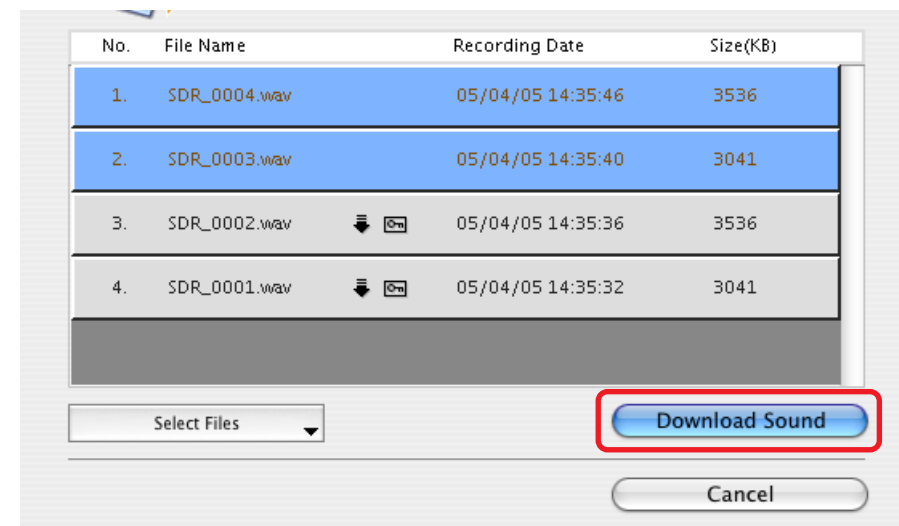 No. File Name Recording Date Size(KB)
1. SDR_0004.wav 05/04/05 14:35:46 3536
2. SDR_0003.wav 05/04/05 14:35:40 3041
3. SDR_0002.wav 05/04/05 14:35:36 3536
4. SDR_0001.wav 05/04/05 14:35:32 3041
Select Files Download Sound
Cancel